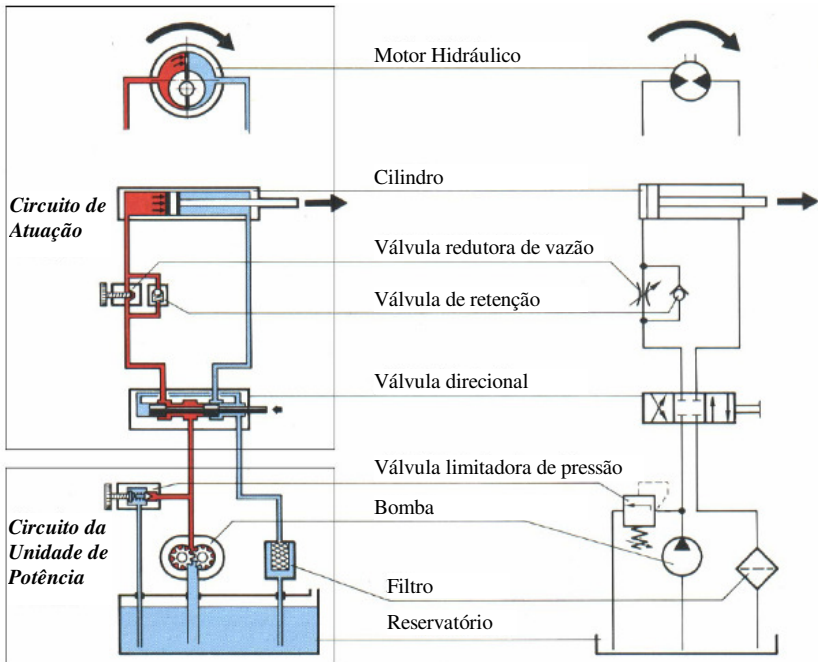 Motor Hidráulico
Cilindro
Circuito de
Atuação
Válvula redutora de vazão
Válvula de retenção
Válvula direcional
Válvula limitadora de pressão
Bomba
Circuito da
Unidade de
Potência
Filtro
Reservatório